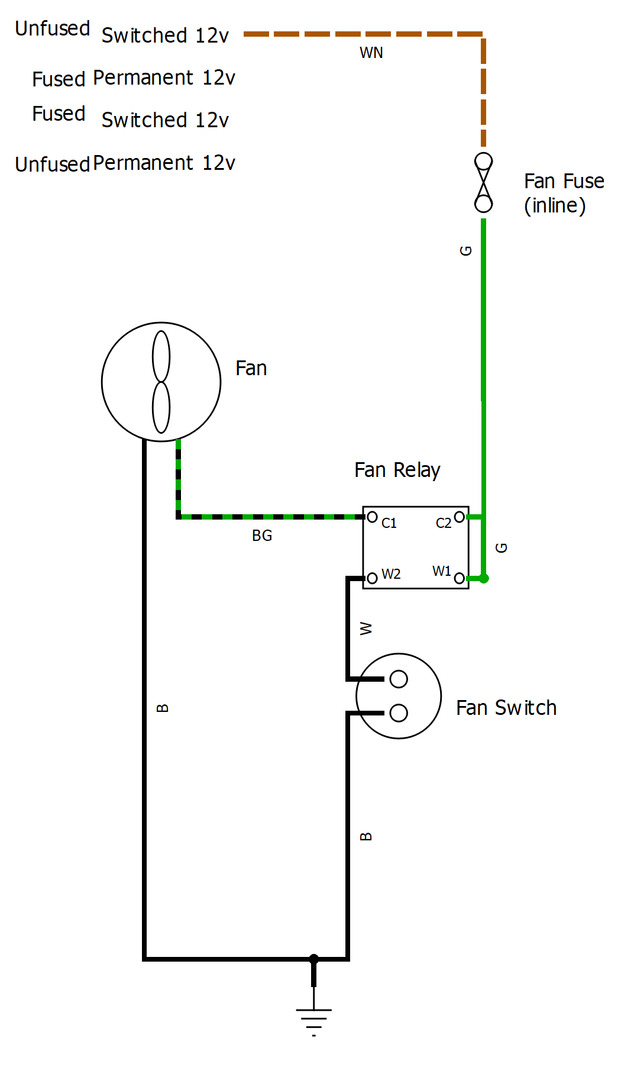 Unfused Switched 12v
WN
Fused Permanent 12v
Fused Switched 12v
Unfused Permanent 12v
Fan Fuse
(inline)
G
Fan
Fan Relay
C1
C2
BG
G
W2
W1
W
B
Fan Switch
B